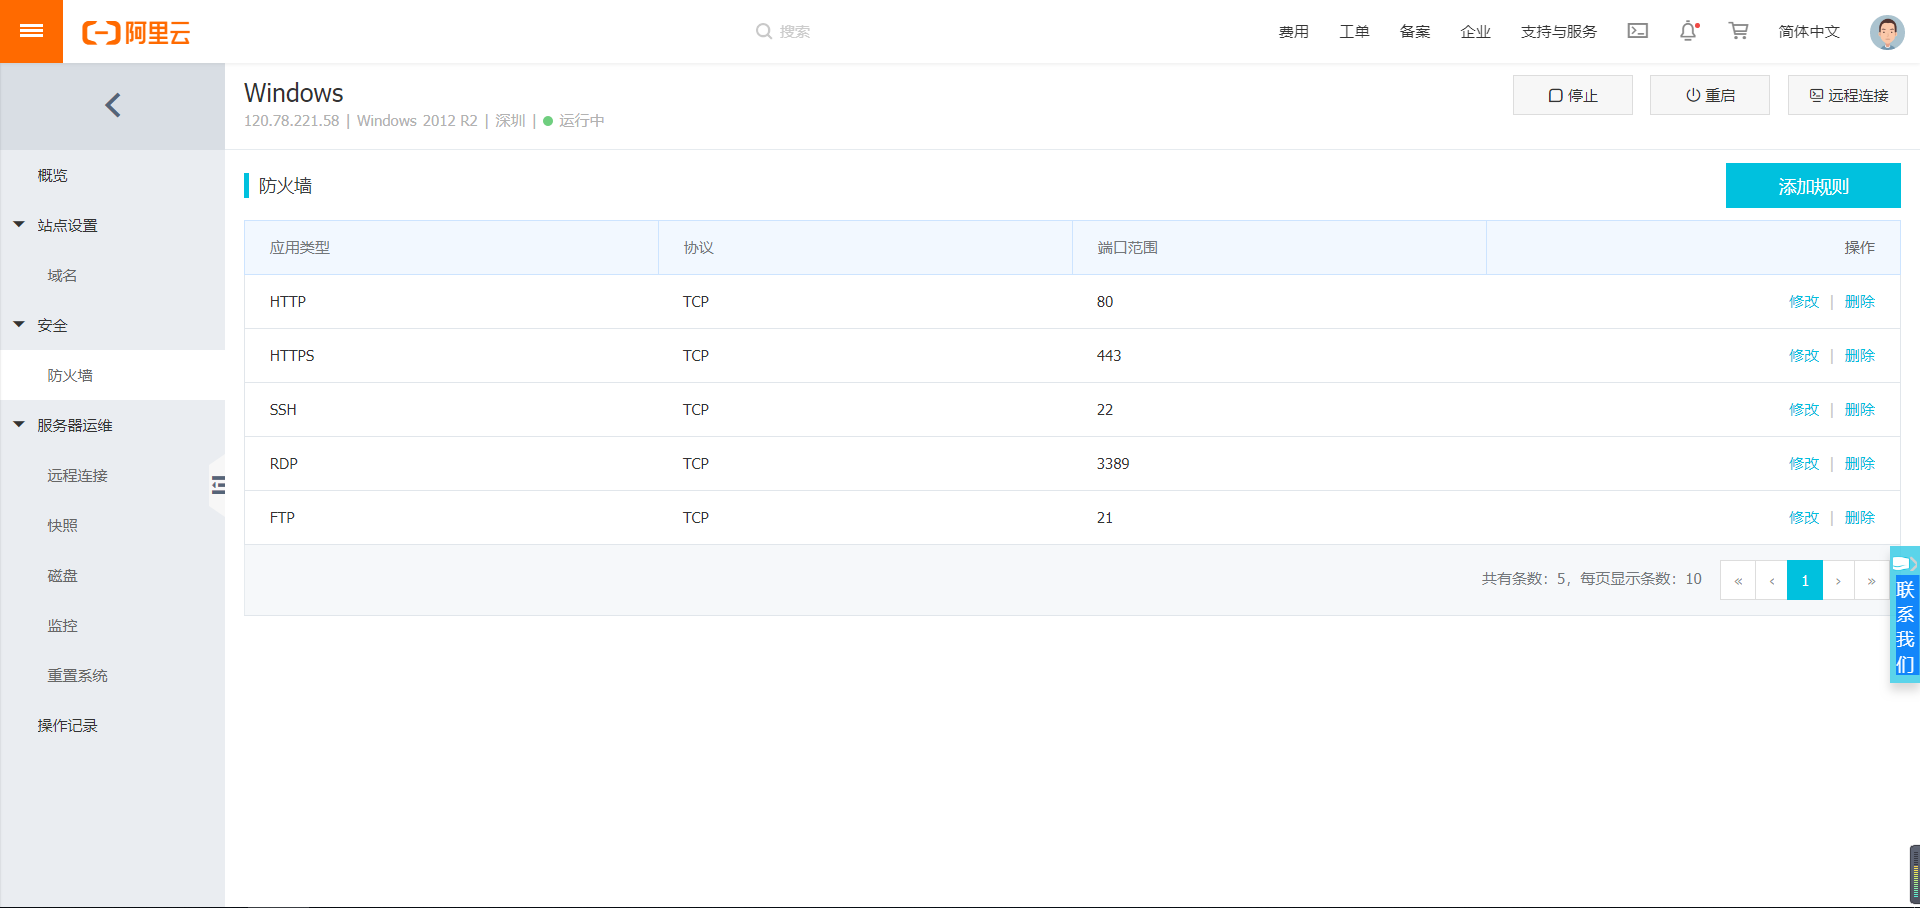 阿里云
搜索
费用 工单 备案 企业 支持与服务 简体中文
Windows
120.78.221.58 | Windows 2012 R2 | 深圳 | 运行中
停止 重启 远程连接
概览
站点设置
域名
安全
防火墙
服务器运维
远程连接
快照
磁盘
监控
重置系统
操作记录
防火墙
添加规则
应用类型 协议 端口范围 操作
HTTP TCP 80 修改 | 删除
HTTPS TCP 443 修改 | 删除
SSH TCP 22 修改 | 删除
RDP TCP 3389 修改 | 删除
FTP TCP 21 修改 | 删除
共有条数：5，每页显示条数：10 « ‹ 1 › »
联
系
我
们